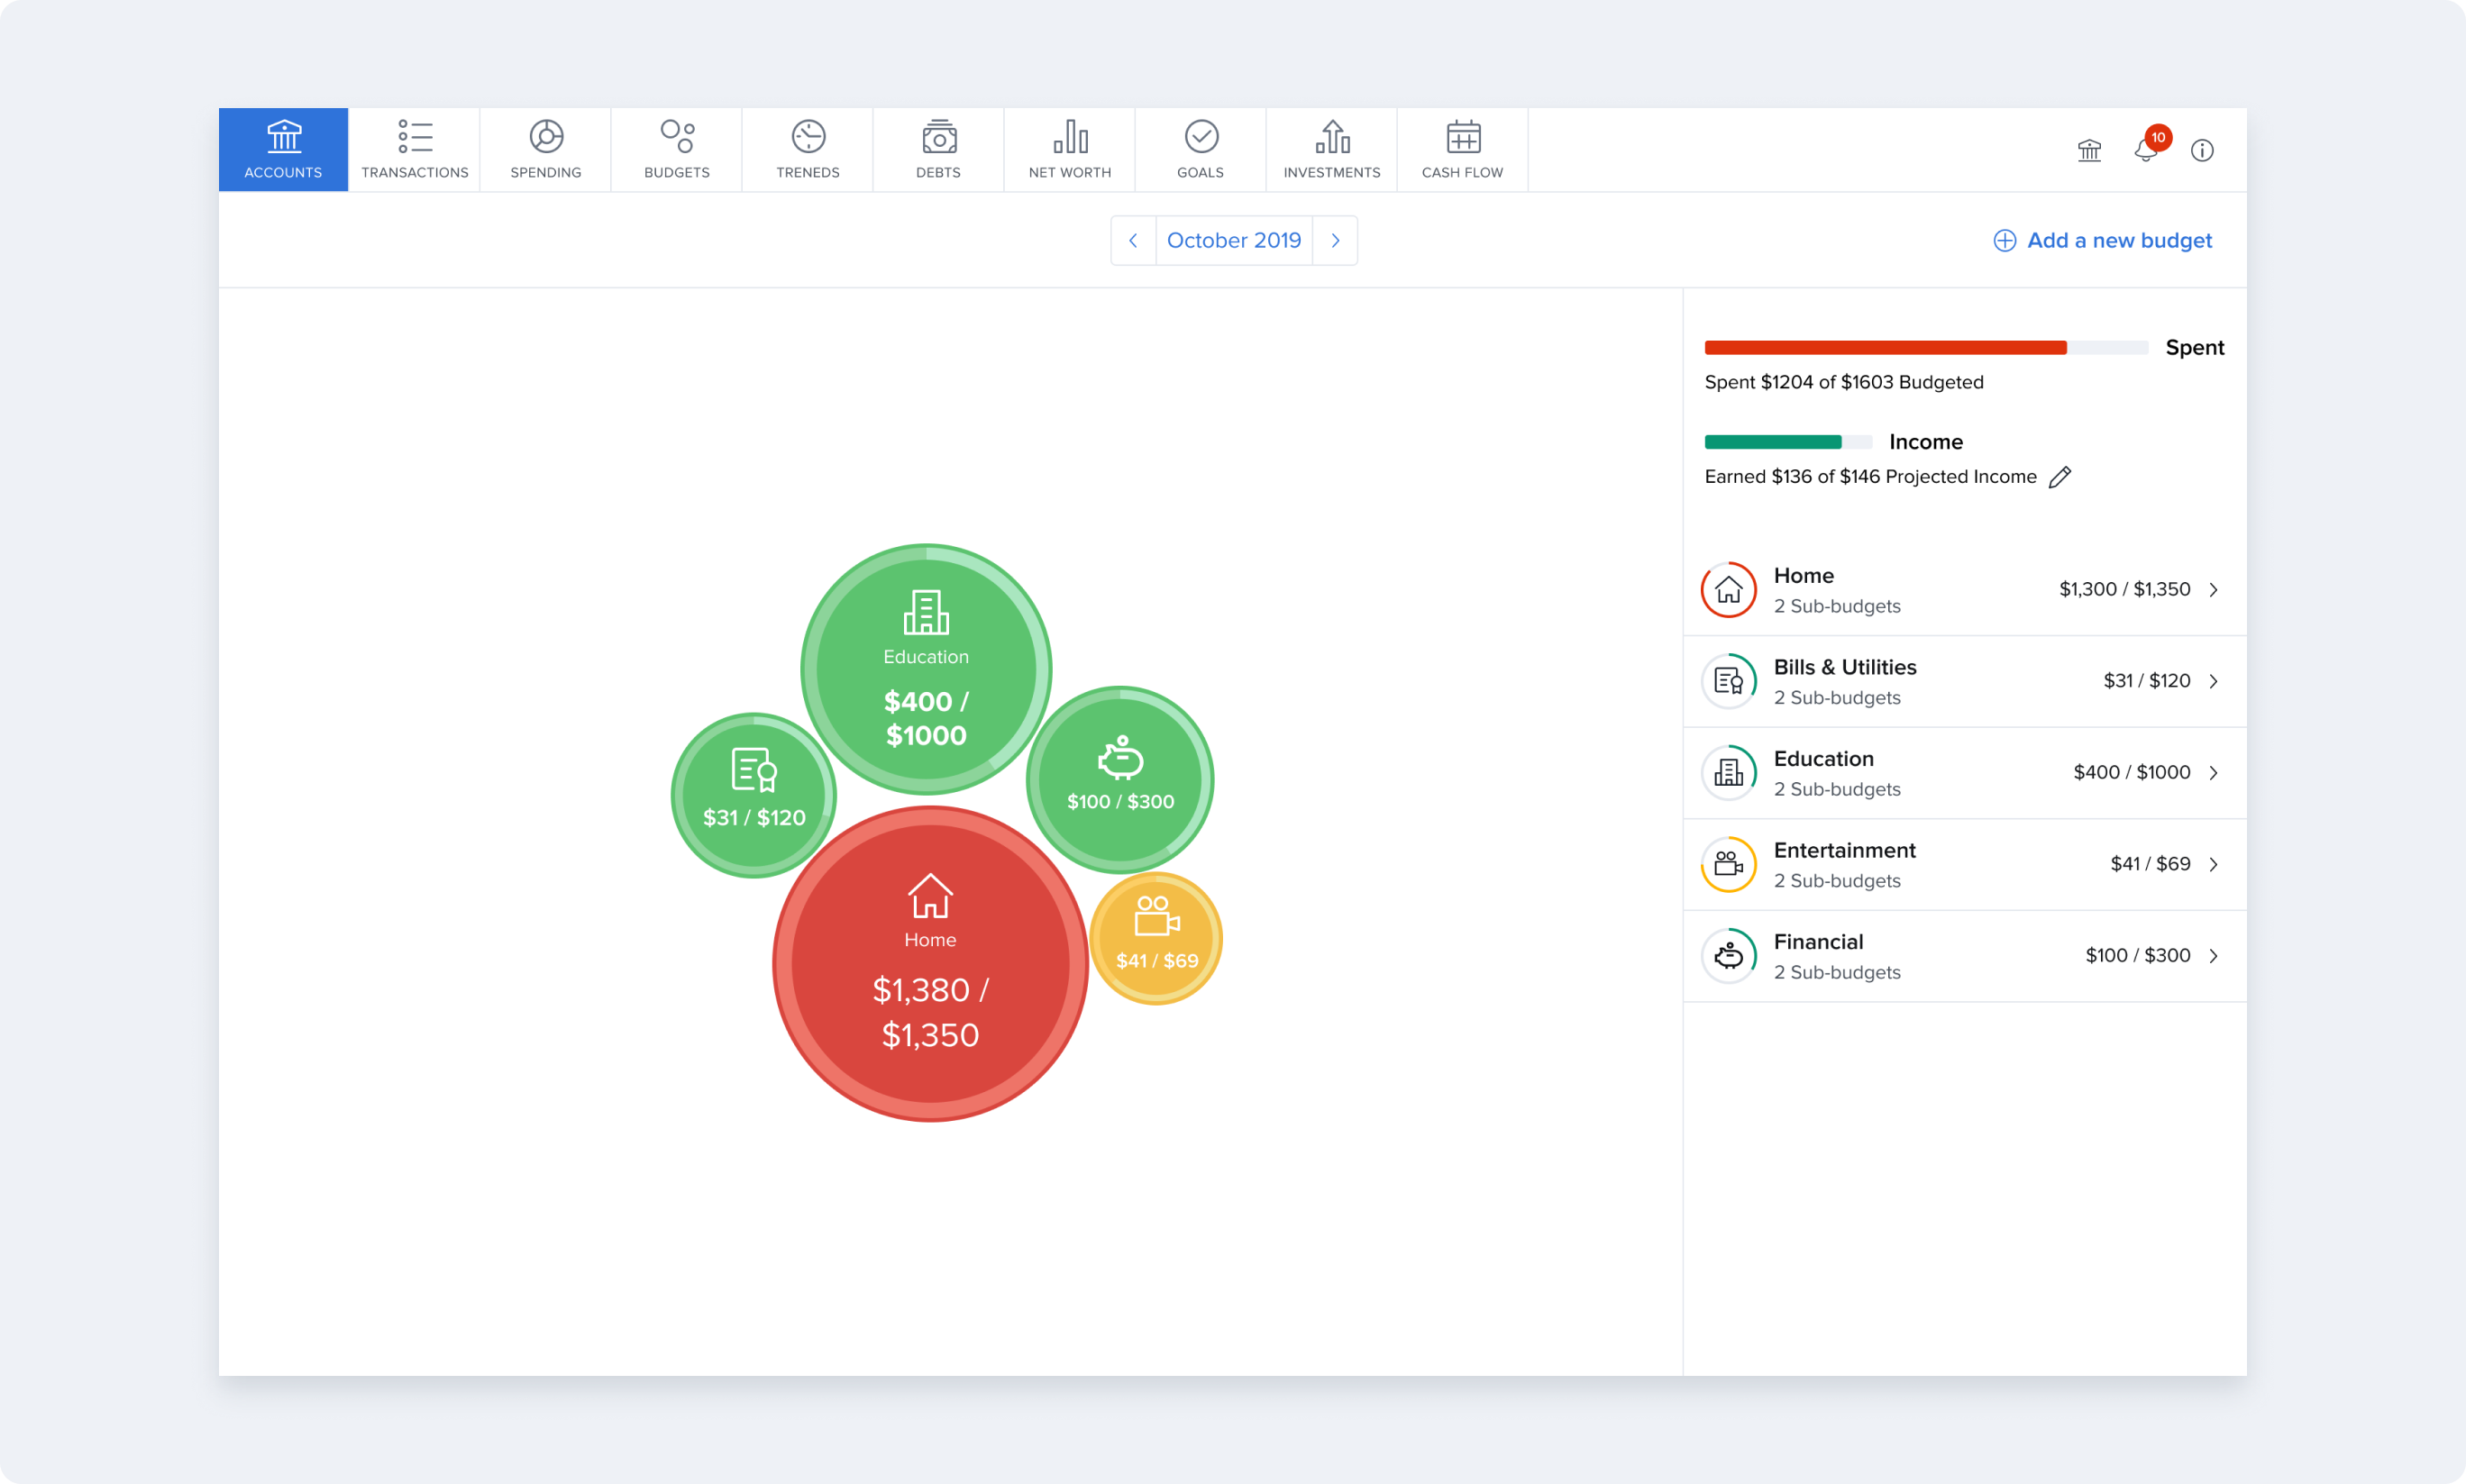 ACCOUNTS
TRANSACTIONS
SPENDING
BUDGETS
TRENEDS
DEBTS
NET WORTH
GOALS
INVESTMENTS
CASH FLOW
10
October 2019
Add a new budget
Education
$400 /
$1000
$31 / $120
$100 / $300
Home
$1,380 /
$1,350
$41 / $69
Spent
Spent $1204 of $1603 Budgeted
Income
Earned $136 of $146 Projected Income
Home
2 Sub-budgets
$1,300 / $1,350
Bills & Utilities
2 Sub-budgets
$31 / $120
Education
2 Sub-budgets
$400 / $1000
Entertainment
2 Sub-budgets
$41 / $69
Financial
2 Sub-budgets
$100 / $300